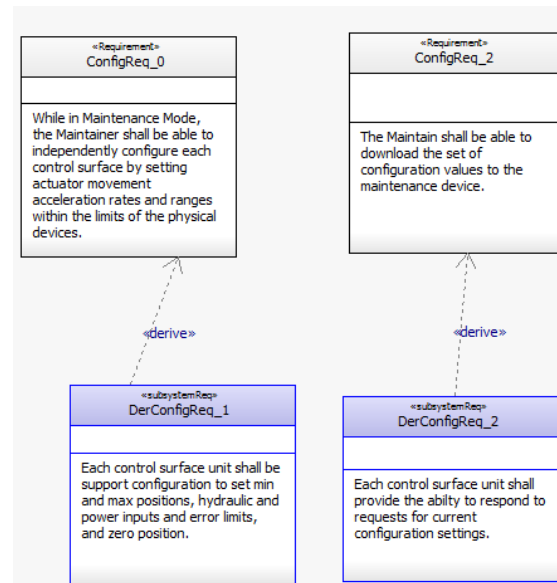 «Requirement»
ConfigReq_0
While in Maintenance Mode,
the Maintainer shall be able to
independently configure each
control surface by setting
actuator movement
acceleration rates and ranges
within the limits of the physical
devices.
«Requirement»
ConfigReq_2
The Maintain shall be able to
download the set of
configuration values to the
maintenance device.
«derive»
«derive»
«subsystemReq»
DerConfigReq_1
Each control surface unit shall be
support configuration to set min
and max positions, hydraulic and
power inputs and error limits,
and zero position.
«subsystemReq»
DerConfigReq_2
Each control surface unit shall
provide the abilty to respond to
requests for current
configuration settings.